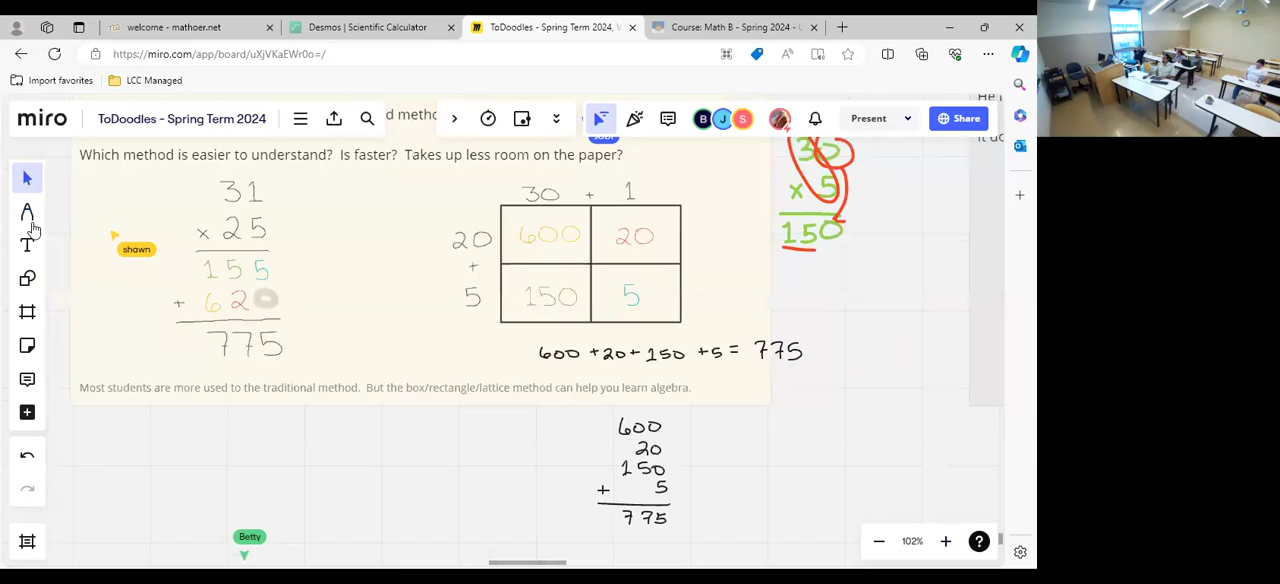 welcome - mathoer.net
Desmos | Scientific Calculator
ToDoodles - Spring Term 2024, V
Course: Math B - Spring 2024 - U
https://miro.com/app/board/uXjVKaEWr0o=/
Import favorites
LCC Managed
miro
ToDoodles - Spring Term 2024
d metho
B
J
S
Present
Share
Which method is easier to understand? Is faster? Takes up less room on the paper?
31
× 25
155
+ 620
775
shawn
30 + 1
20 600 20
+
5 150 5
600 + 20 + 150 + 5 = 775
30
x 5
150
Most students are more used to the traditional method. But the box/rectangle/lattice method can help you learn algebra.
600
20
150
+ 5
775
Betty
102%